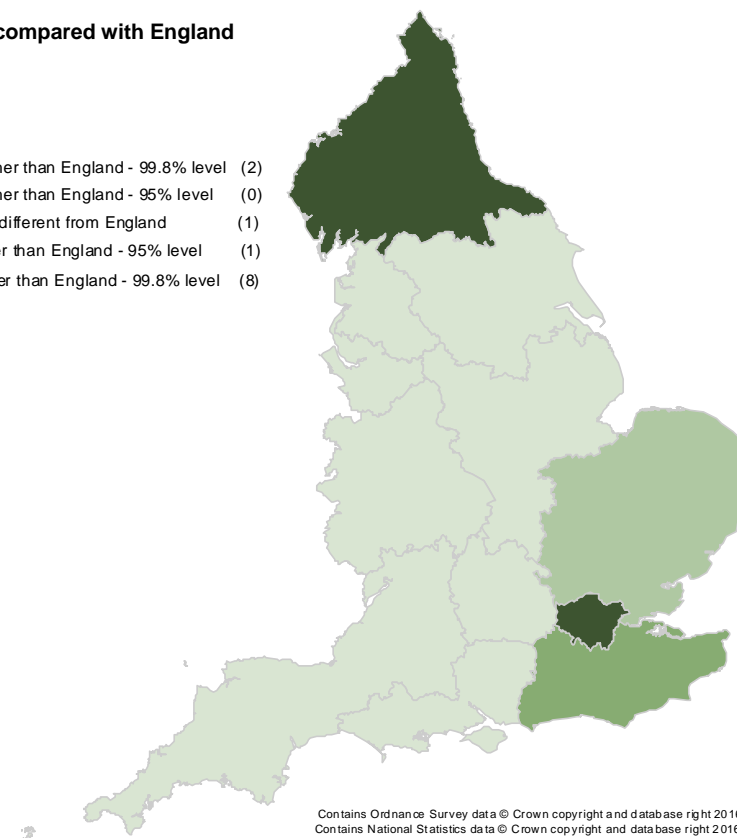 compared with England
her than England - 99.8% level (2)
her than England - 95% level (0)
different from England (1)
er than England - 95% level (1)
er than England - 99.8% level (8)
Contains Ordnance Survey data © Crown copyright and database right 2016
Contains National Statistics data © Crown copyright and database right 2016